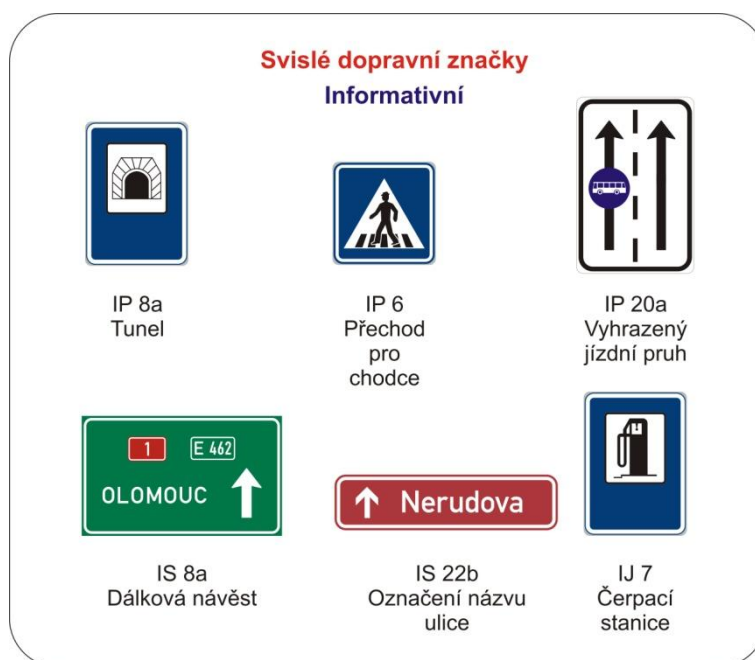 Svislé dopravní značky
Informativní
IP 8a
Tunel
IP 6
Přechod
pro
chodce
IP 20a
Vyhrazený
jízdní pruh
1
E 462
OLOMOUC
Nerudova
IS 8a
Dálková návěst
IS 22b
Označení názvu
ulice
IJ 7
Čerpací
stanice